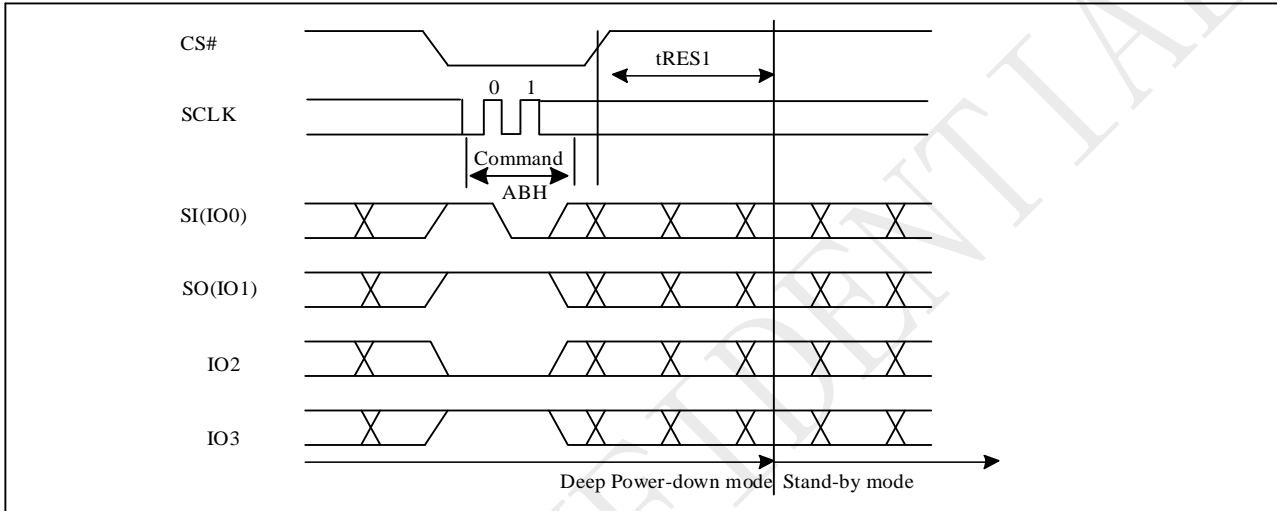 CS#
tRES1
0 1
SCLK
Command
ABH
SI(IO0)
SO(IO1)
IO2
IO3
Deep Power-down mode Stand-by mode